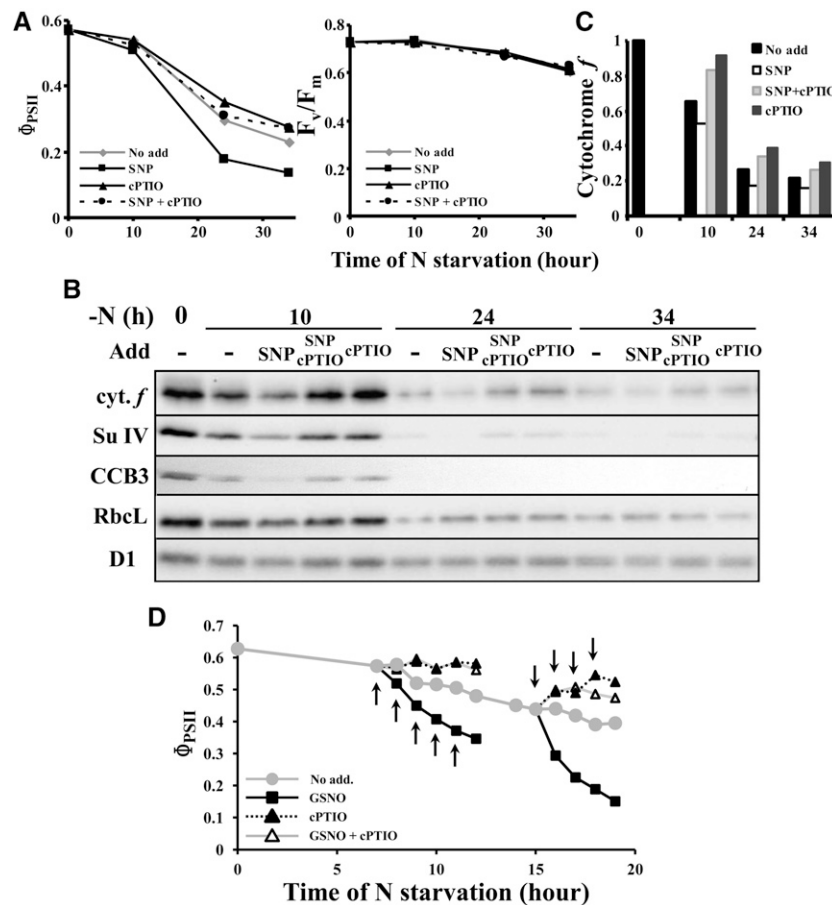 A
0.6
0.4
0.2
0
Φ_PSII
0 10 20 30
No add
SNP
cPTIO
SNP + cPTIO
0.8
0.6
0.4
0.2
0
F_v/F_m
0 10 20 30
No add
SNP
cPTIO
SNP + cPTIO
Time of N starvation (hour)
C
1
0.8
0.6
0.4
0.2
0
Cytochrome f
0 10 24 34
No add
SNP
SNP+cPTIO
cPTIO
B
-N (h) 0 10 24 34
Add - - SNP SNP cPTIO cPTIO - SNP SNP cPTIO cPTIO - SNP SNP cPTIO cPTIO
cyt. f
Su IV
CCB3
RbcL
D1
D
0.7
0.6
0.5
0.4
0.3
0.2
0.1
0
Φ_PSII
0 5 10 15 20
No add.
GSNO
cPTIO
GSNO + cPTIO
Time of N starvation (hour)